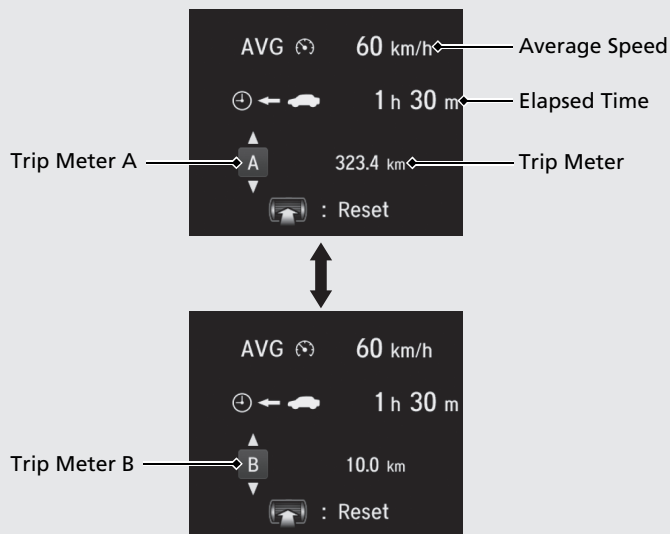 AVG 60 km/h Average Speed
1 h 30 m Elapsed Time
Trip Meter A A 323.4 km Trip Meter
: Reset
AVG 60 km/h
1 h 30 m
Trip Meter B B 10.0 km
: Reset